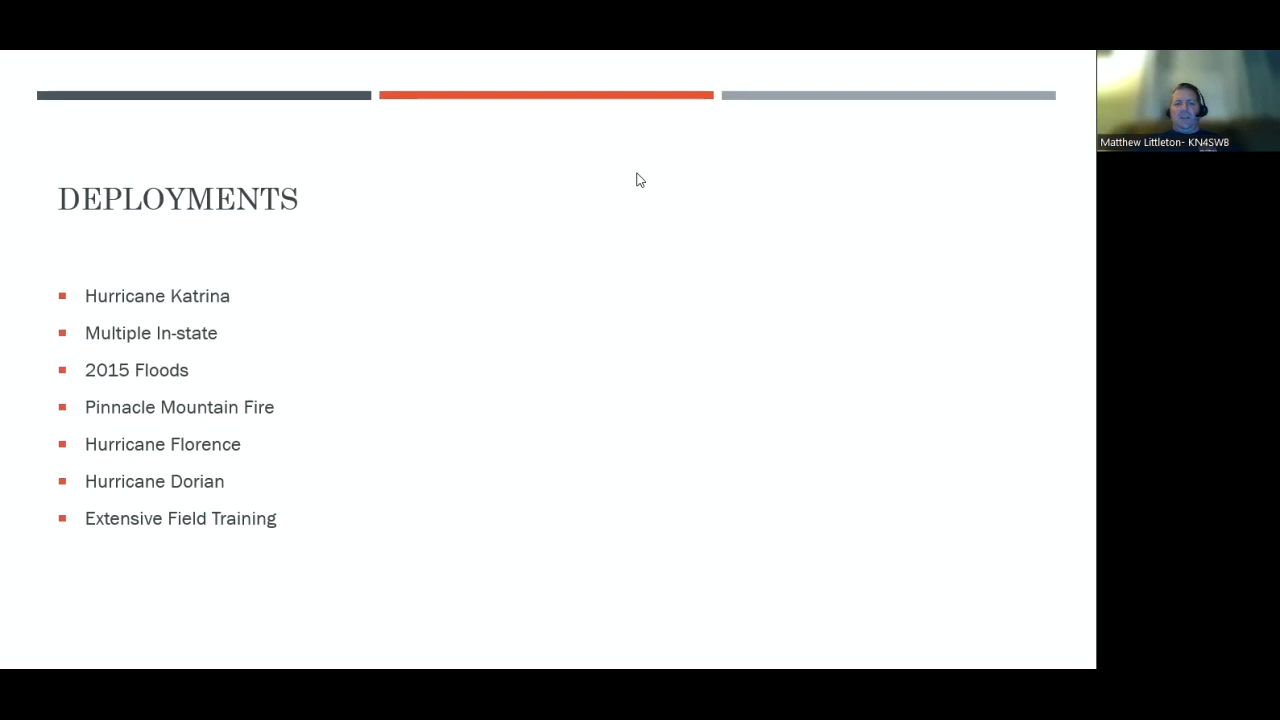 DEPLOYMENTS
Hurricane Katrina
Multiple In-state
2015 Floods
Pinnacle Mountain Fire
Hurricane Florence
Hurricane Dorian
Extensive Field Training
Matthew Littleton- KN4SWB